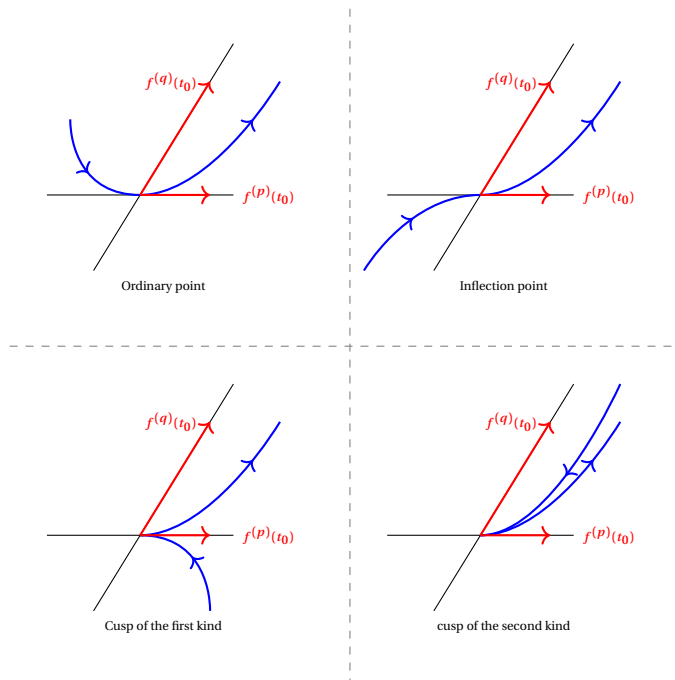 f^(q)(t_0)
f^(p)(t_0)
Ordinary point
f^(q)(t_0)
f^(p)(t_0)
Inflection point
f^(q)(t_0)
f^(p)(t_0)
Cusp of the first kind
f^(q)(t_0)
f^(p)(t_0)
cusp of the second kind